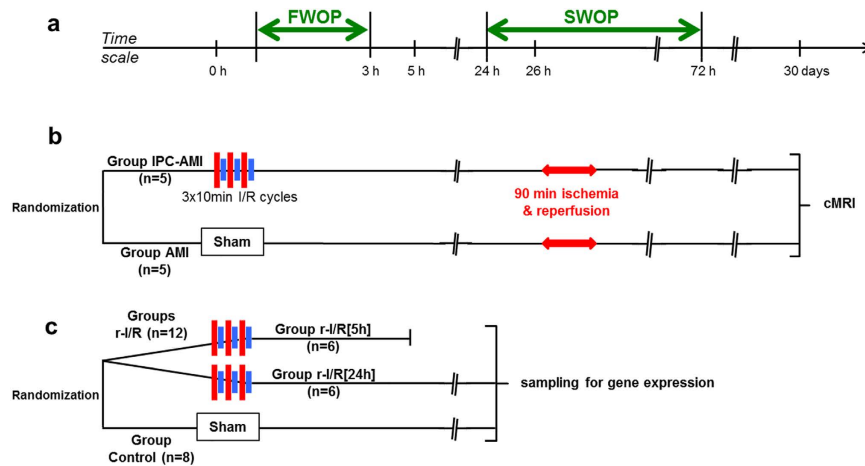 a
FWOP
SWOP
Time
scale
0 h
3 h
5 h
24 h
26 h
72 h
30 days
b
Group IPC-AMI
(n=5)
3x10min I/R cycles
90 min ischemia
& reperfusion
cMRI
Randomization
Sham
Group AMI
(n=5)
c
Groups
r-I/R (n=12)
Group r-I/R[5h]
(n=6)
Group r-I/R[24h]
(n=6)
sampling for gene expression
Randomization
Sham
Group
Control (n=8)